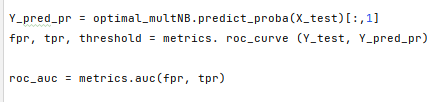 Y_pred_pr = optimal_multNB.predict_proba(X_test)[:,1]
fpr, tpr, threshold = metrics. roc_curve (Y_test, Y_pred_pr)
roc_auc = metrics.auc(fpr, tpr)